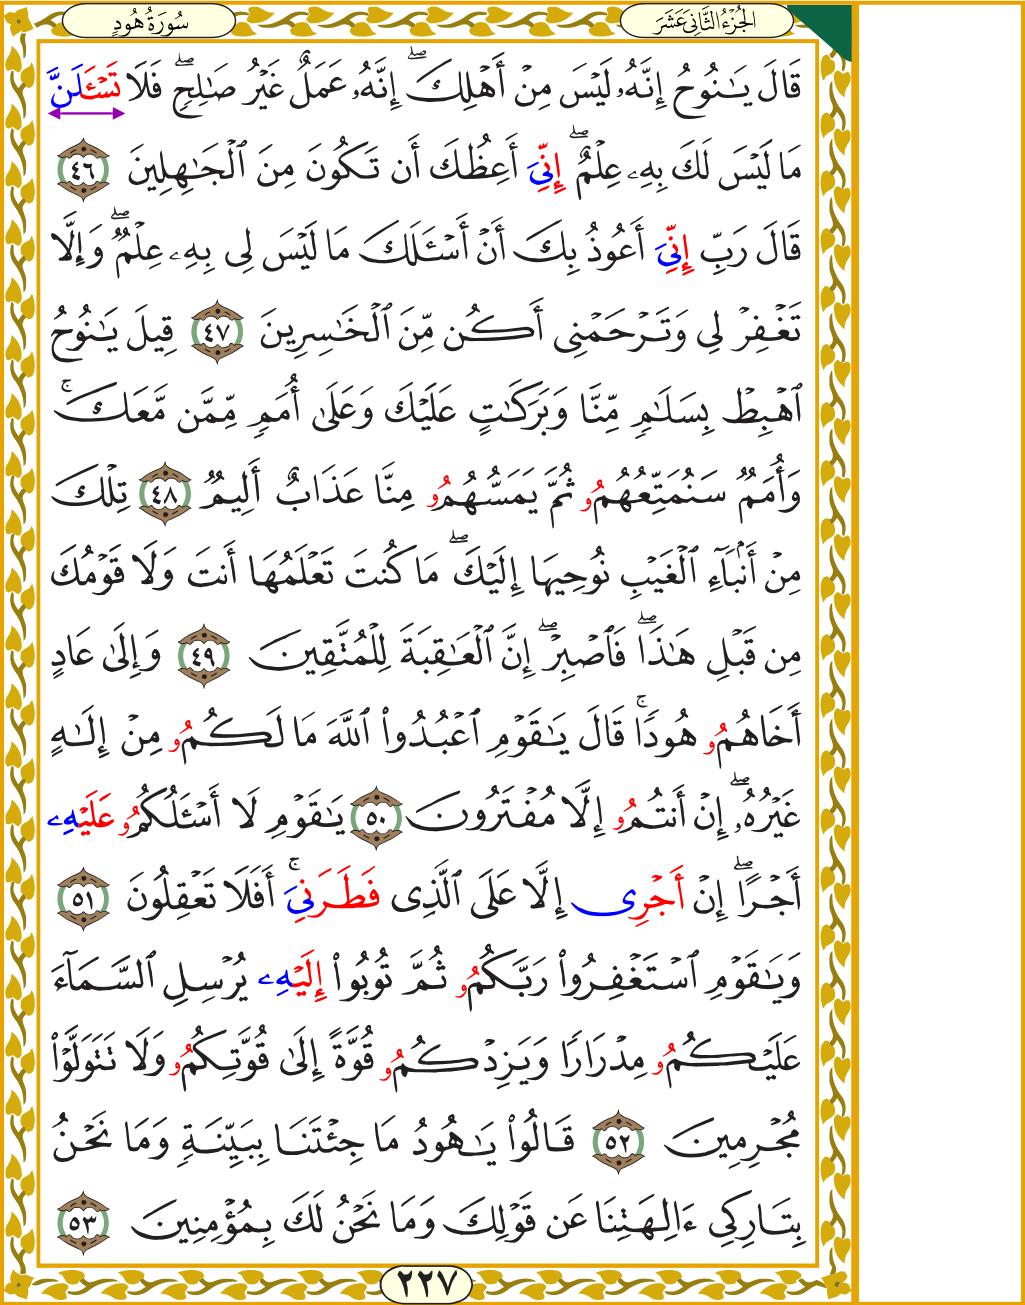 الجُزْءُ الثَّانِي عَشَرَ
سُورَةُ هُودٍ
قَالَ يَـٰنُوحُ إِنَّهُۥ لَيْسَ مِنْ أَهْلِكَ ۖ إِنَّهُۥ عَمَلٌ غَيْرُ صَـٰلِحٍ ۖ فَلَا تَسْـَٔلَنَّ
مَا لَيْسَ لَكَ بِهِۦ عِلْمٌ ۖ إِنِّىَ أَعِظُكَ أَن تَكُونَ مِنَ ٱلْجَـٰهِلِينَ ٤٦
قَالَ رَبِّ إِنِّىَ أَعُوذُ بِكَ أَنْ أَسْـَٔلَكَ مَا لَيْسَ لِى بِهِۦ عِلْمٌ ۖ وَإِلَّا
تَغْفِرْ لِى وَتَرْحَمْنِى أَكُن مِّنَ ٱلْخَـٰسِرِينَ ٤٧ قِيلَ يَـٰنُوحُ
ٱهْبِطْ بِسَلَـٰمٍ مِّنَّا وَبَرَكَـٰتٍ عَلَيْكَ وَعَلَىٰ أُمَمٍ مِّمَّن مَّعَكَ ۚ
وَأُمَمٌ سَنُمَتِّعُهُمُو ثُمَّ يَمَسُّهُمُو مِنَّا عَذَابٌ أَلِيمٌ ٤٨ تِلْكَ
مِنْ أَنۢبَآءِ ٱلْغَيْبِ نُوحِيهَا إِلَيْكَ ۖ مَا كُنتَ تَعْلَمُهَا أَنتَ وَلَا قَوْمُكَ
مِن قَبْلِ هَـٰذَا ۖ فَٱصْبِرْ ۖ إِنَّ ٱلْعَـٰقِبَةَ لِلْمُتَّقِينَ ٤٩ وَإِلَىٰ عَادٍ
أَخَاهُمُو هُودًا ۚ قَالَ يَـٰقَوْمِ ٱعْبُدُوا۟ ٱللَّهَ مَا لَكُمُو مِنْ إِلَـٰهٍ
غَيْرُهُۥ ۖ إِنْ أَنتُمُو إِلَّا مُفْتَرُونَ ٥٠ يَـٰقَوْمِ لَا أَسْـَٔلُكُمُو عَلَيْهِۦ
أَجْرًا ۖ إِنْ أَجْرِى إِلَّا عَلَى ٱلَّذِى فَطَرَنِىَ ۚ أَفَلَا تَعْقِلُونَ ٥١
وَيَـٰقَوْمِ ٱسْتَغْفِرُوا۟ رَبَّكُمُو ثُمَّ تُوبُوا۟ إِلَيْهِۦ يُرْسِلِ ٱلسَّمَآءَ
عَلَيْكُمُو مِدْرَارًا وَيَزِدْكُمُو قُوَّةً إِلَىٰ قُوَّتِكُمُو وَلَا تَتَوَلَّوْا۟
مُجْرِمِينَ ٥٢ قَالُوا۟ يَـٰهُودُ مَا جِئْتَنَا بِبَيِّنَةٍ وَمَا نَحْنُ
بِتَارِكِى ءَالِهَتِنَا عَن قَوْلِكَ وَمَا نَحْنُ لَكَ بِمُؤْمِنِينَ ٥٣
٢٢٧